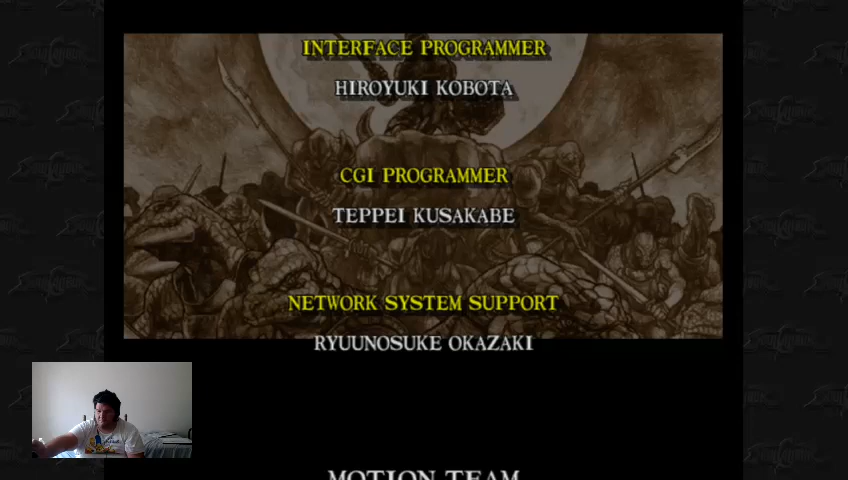 INTERFACE PROGRAMMER
HIROYUKI KOBOTA
CGI PROGRAMMER
TEPPEI KUSAKABE
NETWORK SYSTEM SUPPORT
RYUUNOSUKE OKAZAKI
MOTION TEAM